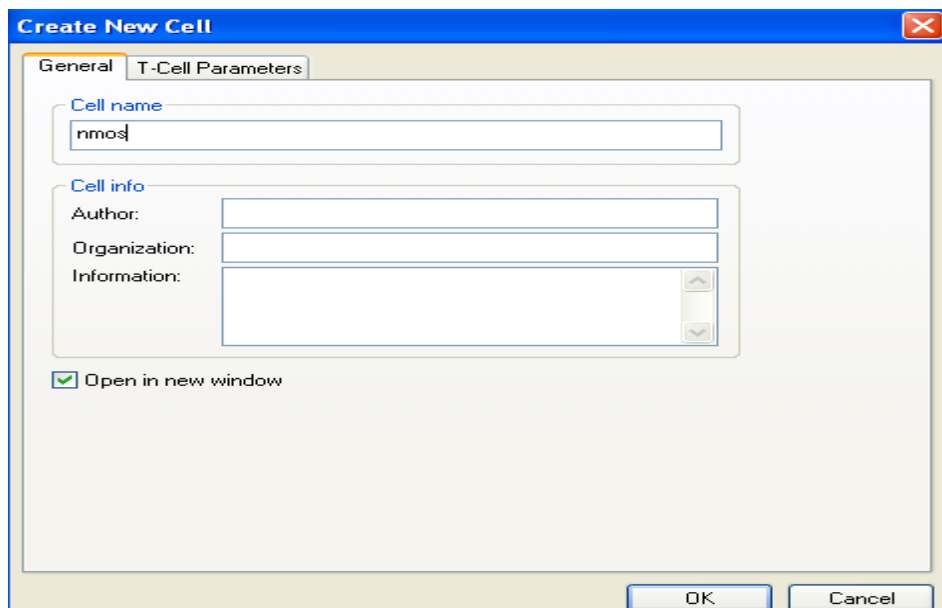 Create New Cell
General T-Cell Parameters
Cell name
nmos
Cell info
Author:
Organization:
Information:
Open in new window
OK Cancel